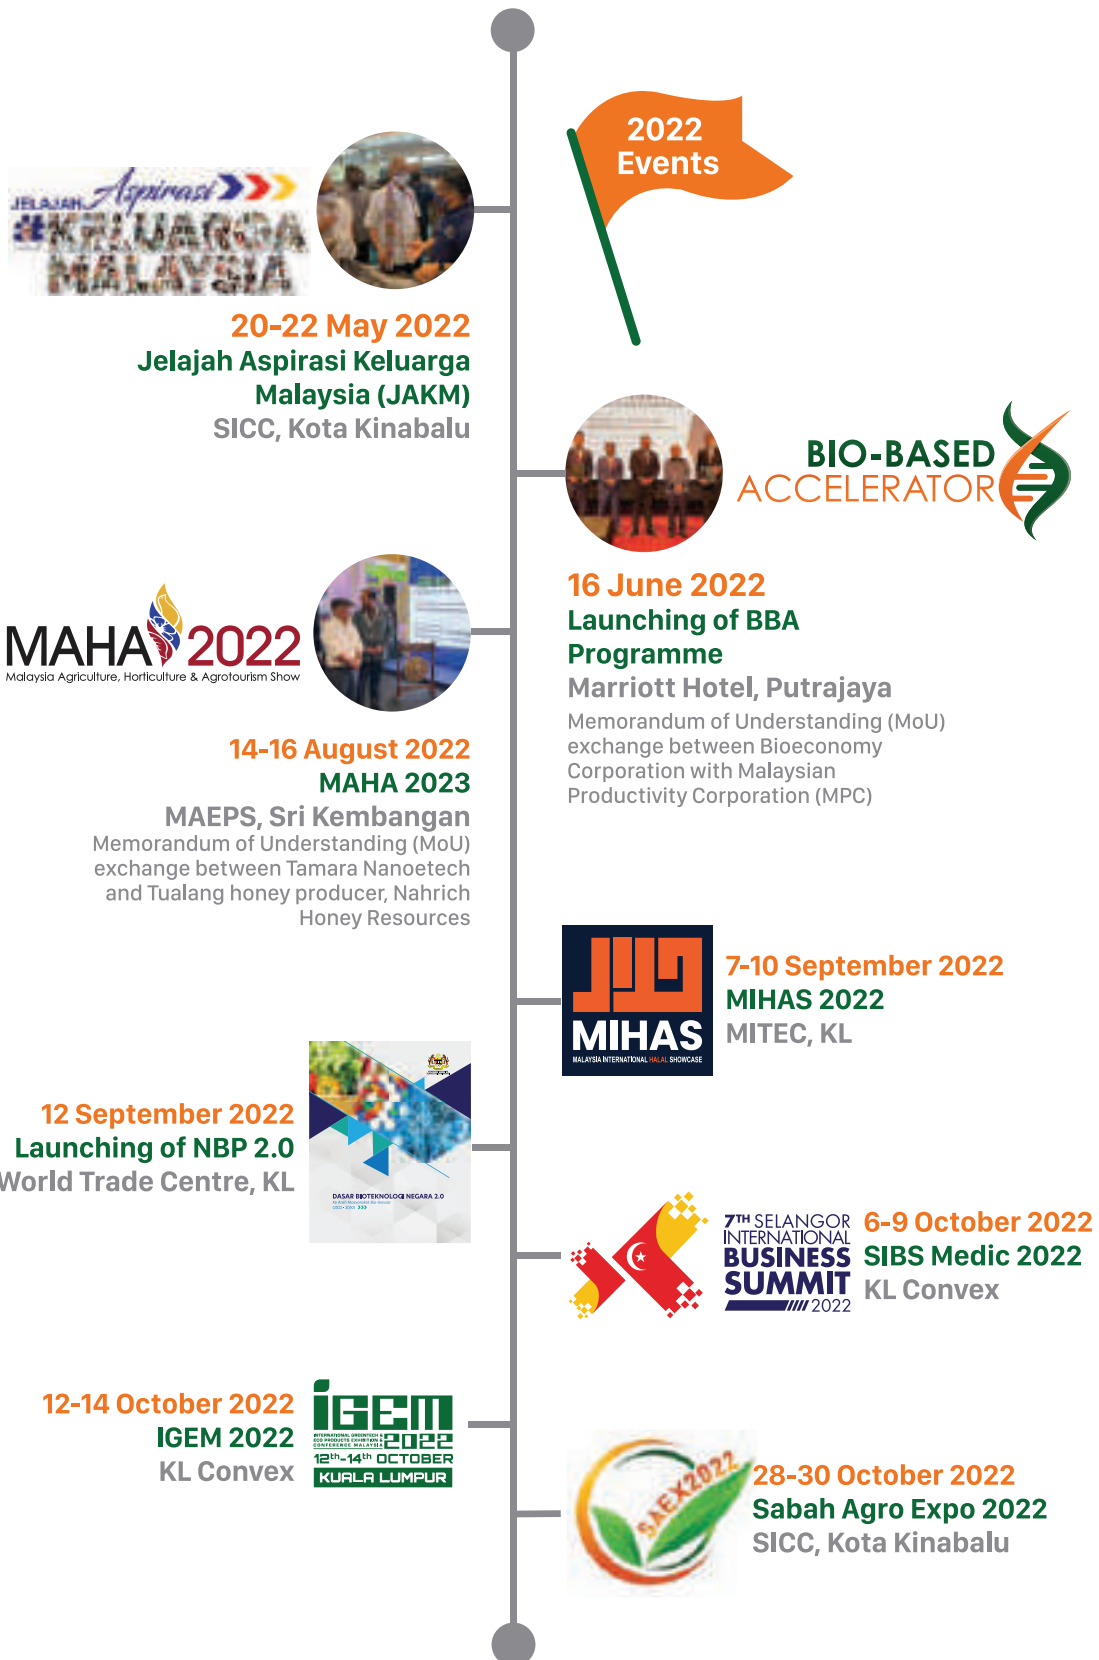 2022
Events
JELAJAH Aspirasi
#KELUARGA
MALAYSIA
20-22 May 2022
Jelajah Aspirasi Keluarga
Malaysia (JAKM)
SICC, Kota Kinabalu
BIO-BASED
ACCELERATOR
16 June 2022
Launching of BBA
Programme
Marriott Hotel, Putrajaya
Memorandum of Understanding (MoU)
exchange between Bioeconomy
Corporation with Malaysian
Productivity Corporation (MPC)
MAHA 2022
Malaysia Agriculture, Horticulture & Agrotourism Show
14-16 August 2022
MAHA 2023
MAEPS, Sri Kembangan
Memorandum of Understanding (MoU)
exchange between Tamara Nanoetech
and Tualang honey producer, Nahrich
Honey Resources
MIHAS
MALAYSIA INTERNATIONAL HALAL SHOWCASE
7-10 September 2022
MIHAS 2022
MITEC, KL
12 September 2022
Launching of NBP 2.0
World Trade Centre, KL
DASAR BIOTEKNOLOGI NEGARA 2.0
7TH SELANGOR
INTERNATIONAL
BUSINESS
SUMMIT
2022
6-9 October 2022
SIBS Medic 2022
KL Convex
12-14 October 2022
IGEM 2022
KL Convex
iGEM
INTERNATIONAL GREENTECH &
ECO PRODUCTS EXHIBITION &
CONFERENCE MALAYSIA 2022
12th-14th OCTOBER
KUALA LUMPUR
SAEX2022
28-30 October 2022
Sabah Agro Expo 2022
SICC, Kota Kinabalu